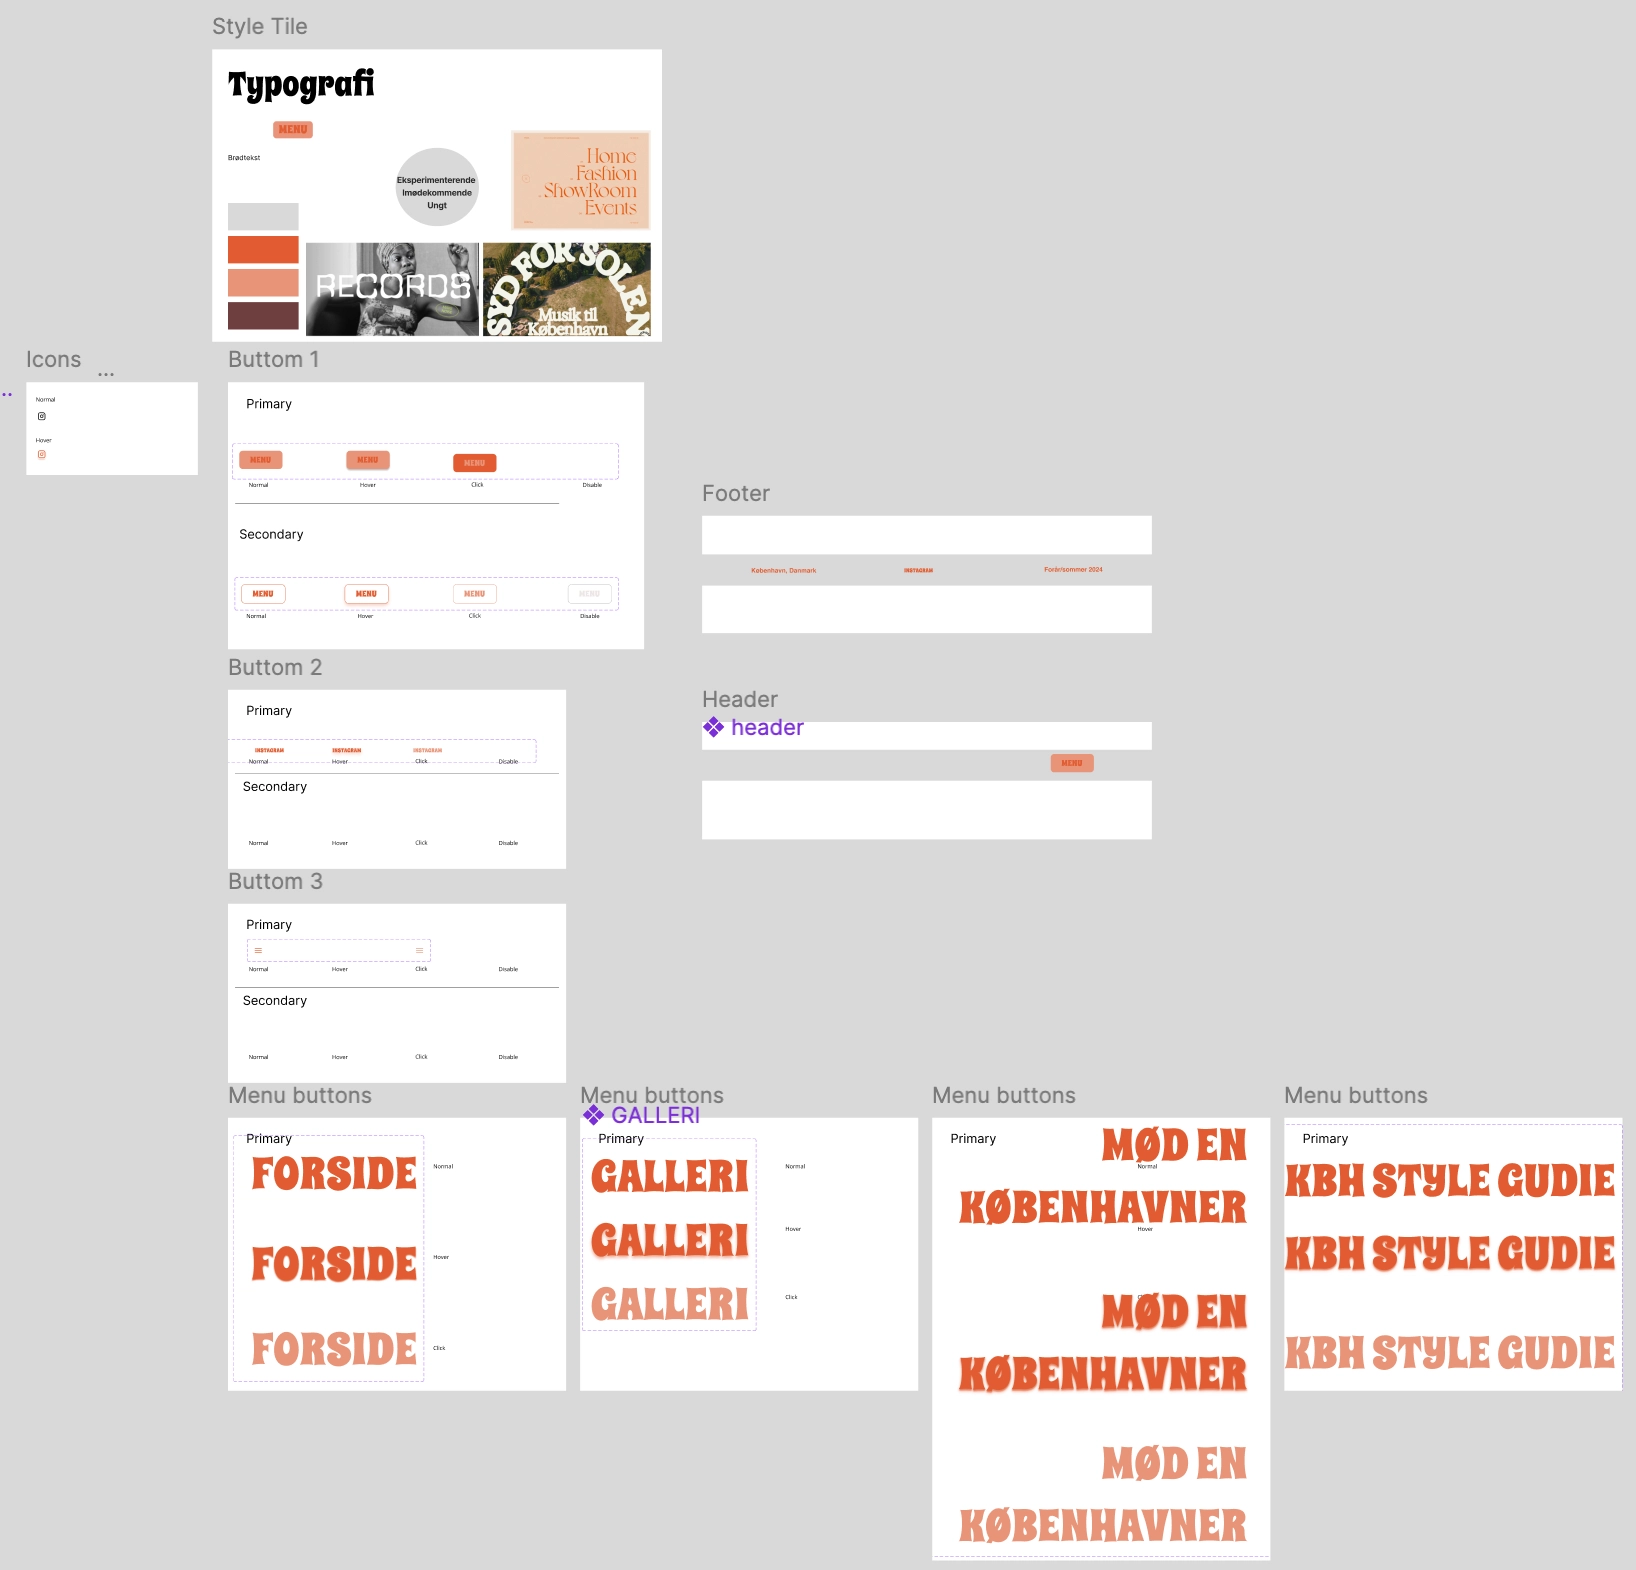 Style Tile
Typografi
MENU
Brødtekst
Eksperimenterende
imødekommende
Ungt
.Home
.Fashion
.ShowRoom
.Events
RECORDS
SYD FOR SOLEN
Musik til
København
Icons
...
Normal
Hover
Buttom 1
Primary
MENU MENU MENU
Normal Hover Click Disable
Secondary
MENU MENU MENU MENU
Normal Hover Click Disable
Buttom 2
Primary
INSTAGRAM INSTAGRAM INSTAGRAM
Normal Hover Click Disable
Secondary
Normal Hover Click Disable
Buttom 3
Primary
Normal Hover Click Disable
Secondary
Normal Hover Click Disable
Footer
København, Danmark INSTAGRAM Forår/sommer 2024
Header
header
MENU
Menu buttons
Primary
FORSIDE
Normal
FORSIDE
Hover
FORSIDE
Click
Menu buttons
GALLERI
Primary
Normal
GALLERI
Hover
GALLERI
Click
GALLERI
Menu buttons
Primary
MØD EN
Normal
KØBENHAVNER
Hover
MØD EN
KØBENHAVNER
MØD EN
KØBENHAVNER
Menu buttons
Primary
KBH STYLE GUDIE
KBH STYLE GUDIE
KBH STYLE GUDIE